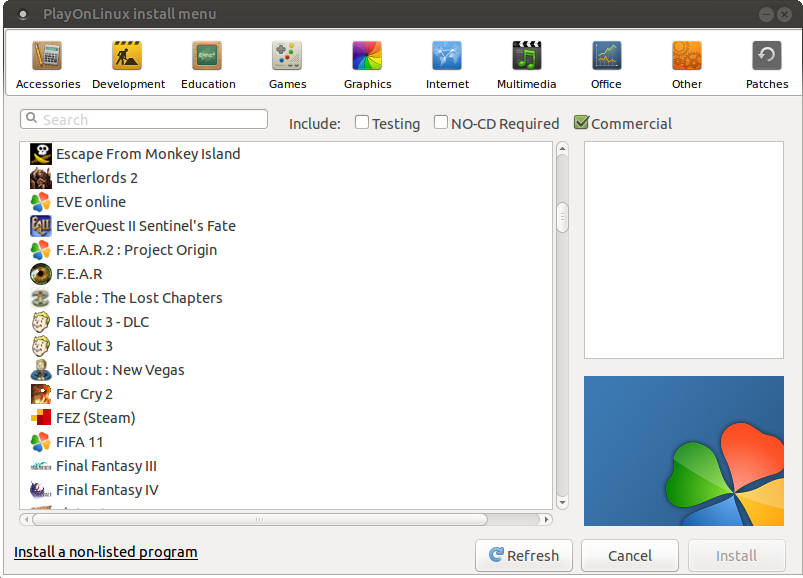 PlayOnLinux install menu
Accessories Development Education Games Graphics Internet Multimedia Office Other Patches
Search Include: Testing NO-CD Required Commercial
Escape From Monkey Island
Etherlords 2
EVE online
EverQuest II Sentinel's Fate
F.E.A.R.2 : Project Origin
F.E.A.R
Fable : The Lost Chapters
Fallout 3 - DLC
Fallout 3
Fallout : New Vegas
Far Cry 2
FEZ (Steam)
FIFA 11
Final Fantasy III
Final Fantasy IV
Install a non-listed program Refresh Cancel Install